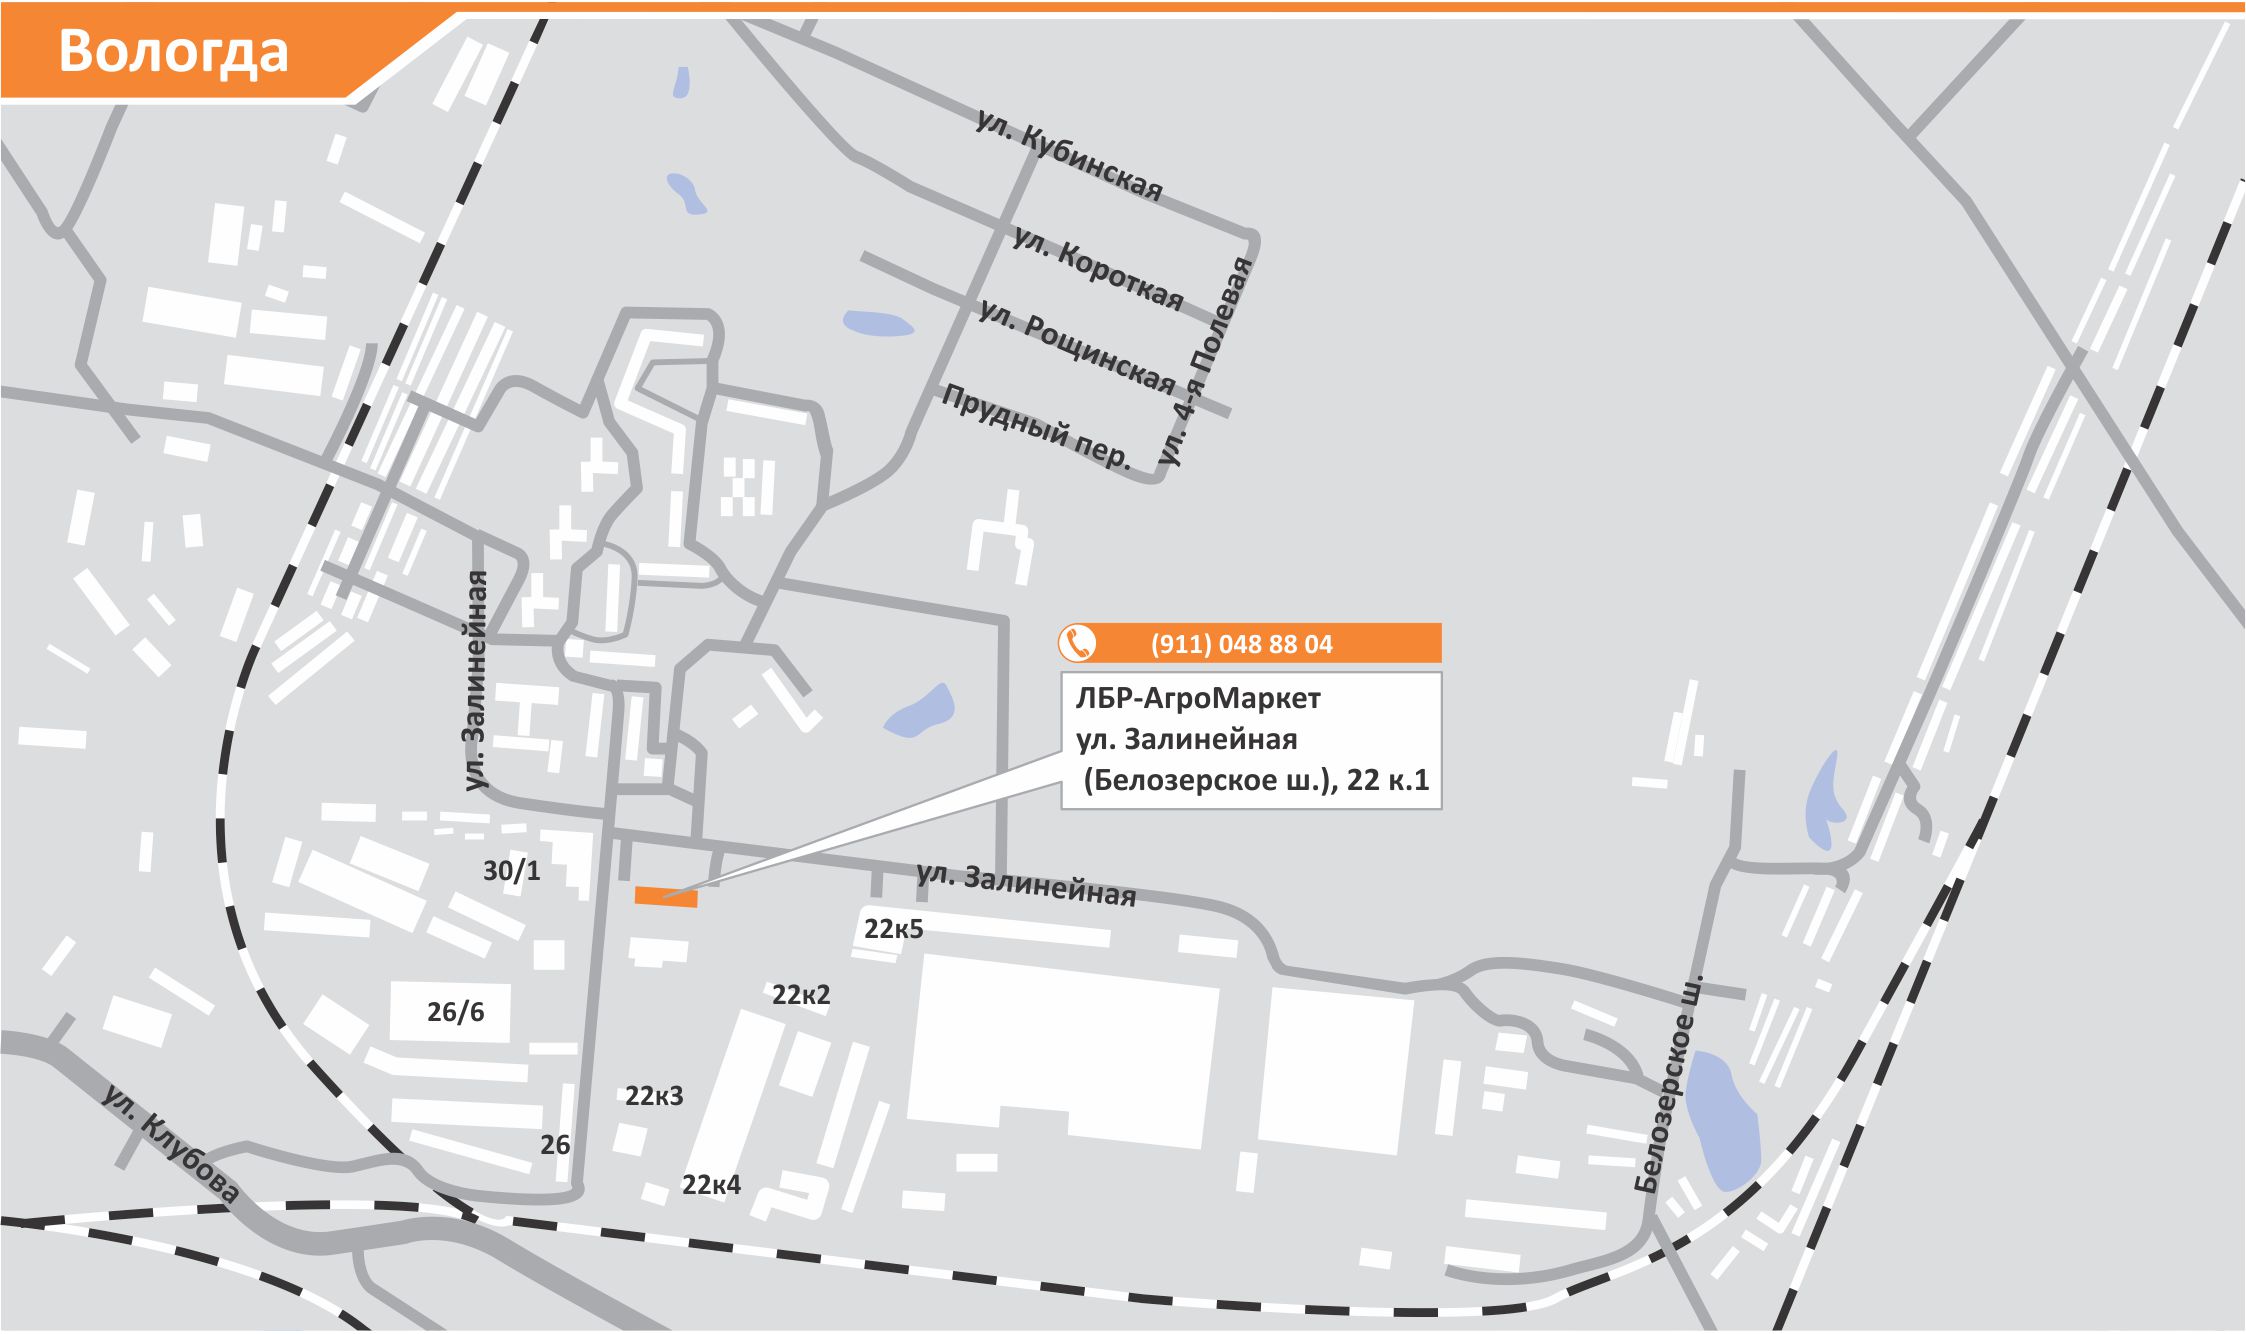 Вологда
ул. Кубинская
ул. Короткая
ул. 4-я Полевая
ул. Рощинская
Прудный пер.
ул. Залинейная
(911) 048 88 04
ЛБР-АгроМаркет
ул. Залинейная
(Белозерское ш.), 22 к.1
30/1
ул. Залинейная
22к5
22к2
26/6
Белозерское ш.
22к3
ул. Клубова
26
22к4